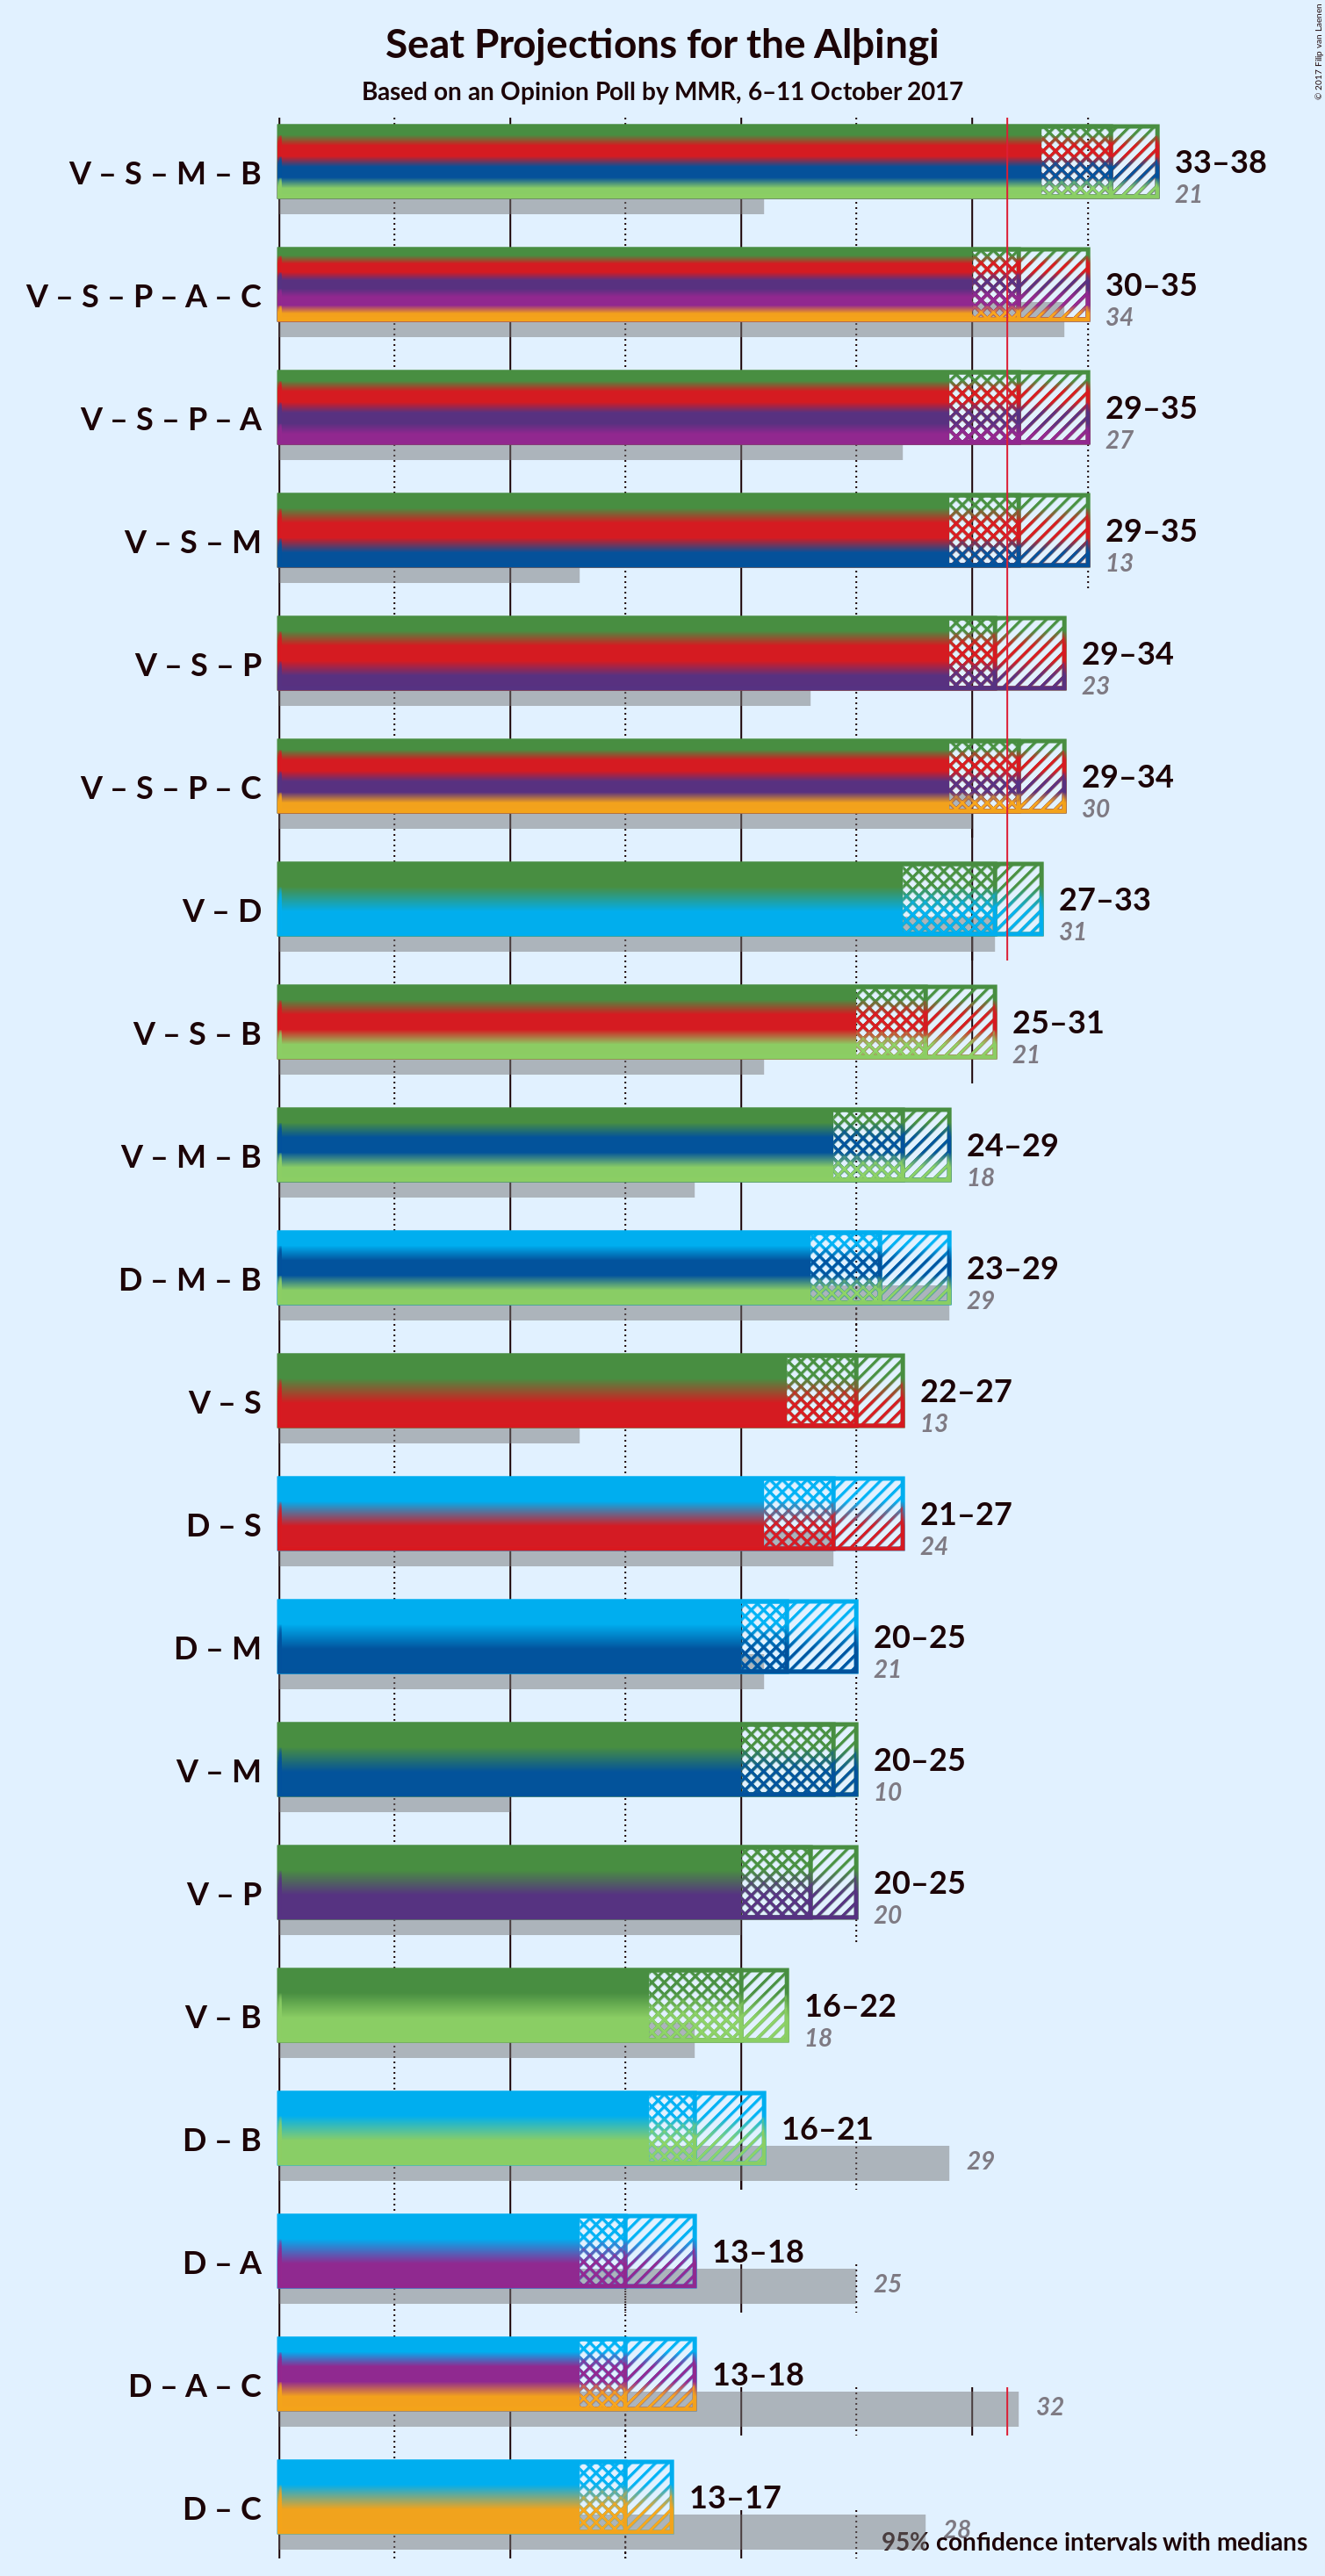 © 2017 Filip van Laenen
Seat Projections for the Alþingi
Based on an Opinion Poll by MMR, 6–11 October 2017
V – S – M – B
33–38
21
V – S – P – A – C
30–35
34
V – S – P – A
29–35
27
V – S – M
29–35
13
V – S – P
29–34
23
V – S – P – C
29–34
30
V – D
27–33
31
V – S – B
25–31
21
V – M – B
24–29
18
D – M – B
23–29
29
V – S
22–27
13
D – S
21–27
24
D – M
20–25
21
V – M
20–25
10
V – P
20–25
20
V – B
16–22
18
D – B
16–21
29
D – A
13–18
25
D – A – C
13–18
32
D – C
13–17
28
95% confidence intervals with medians